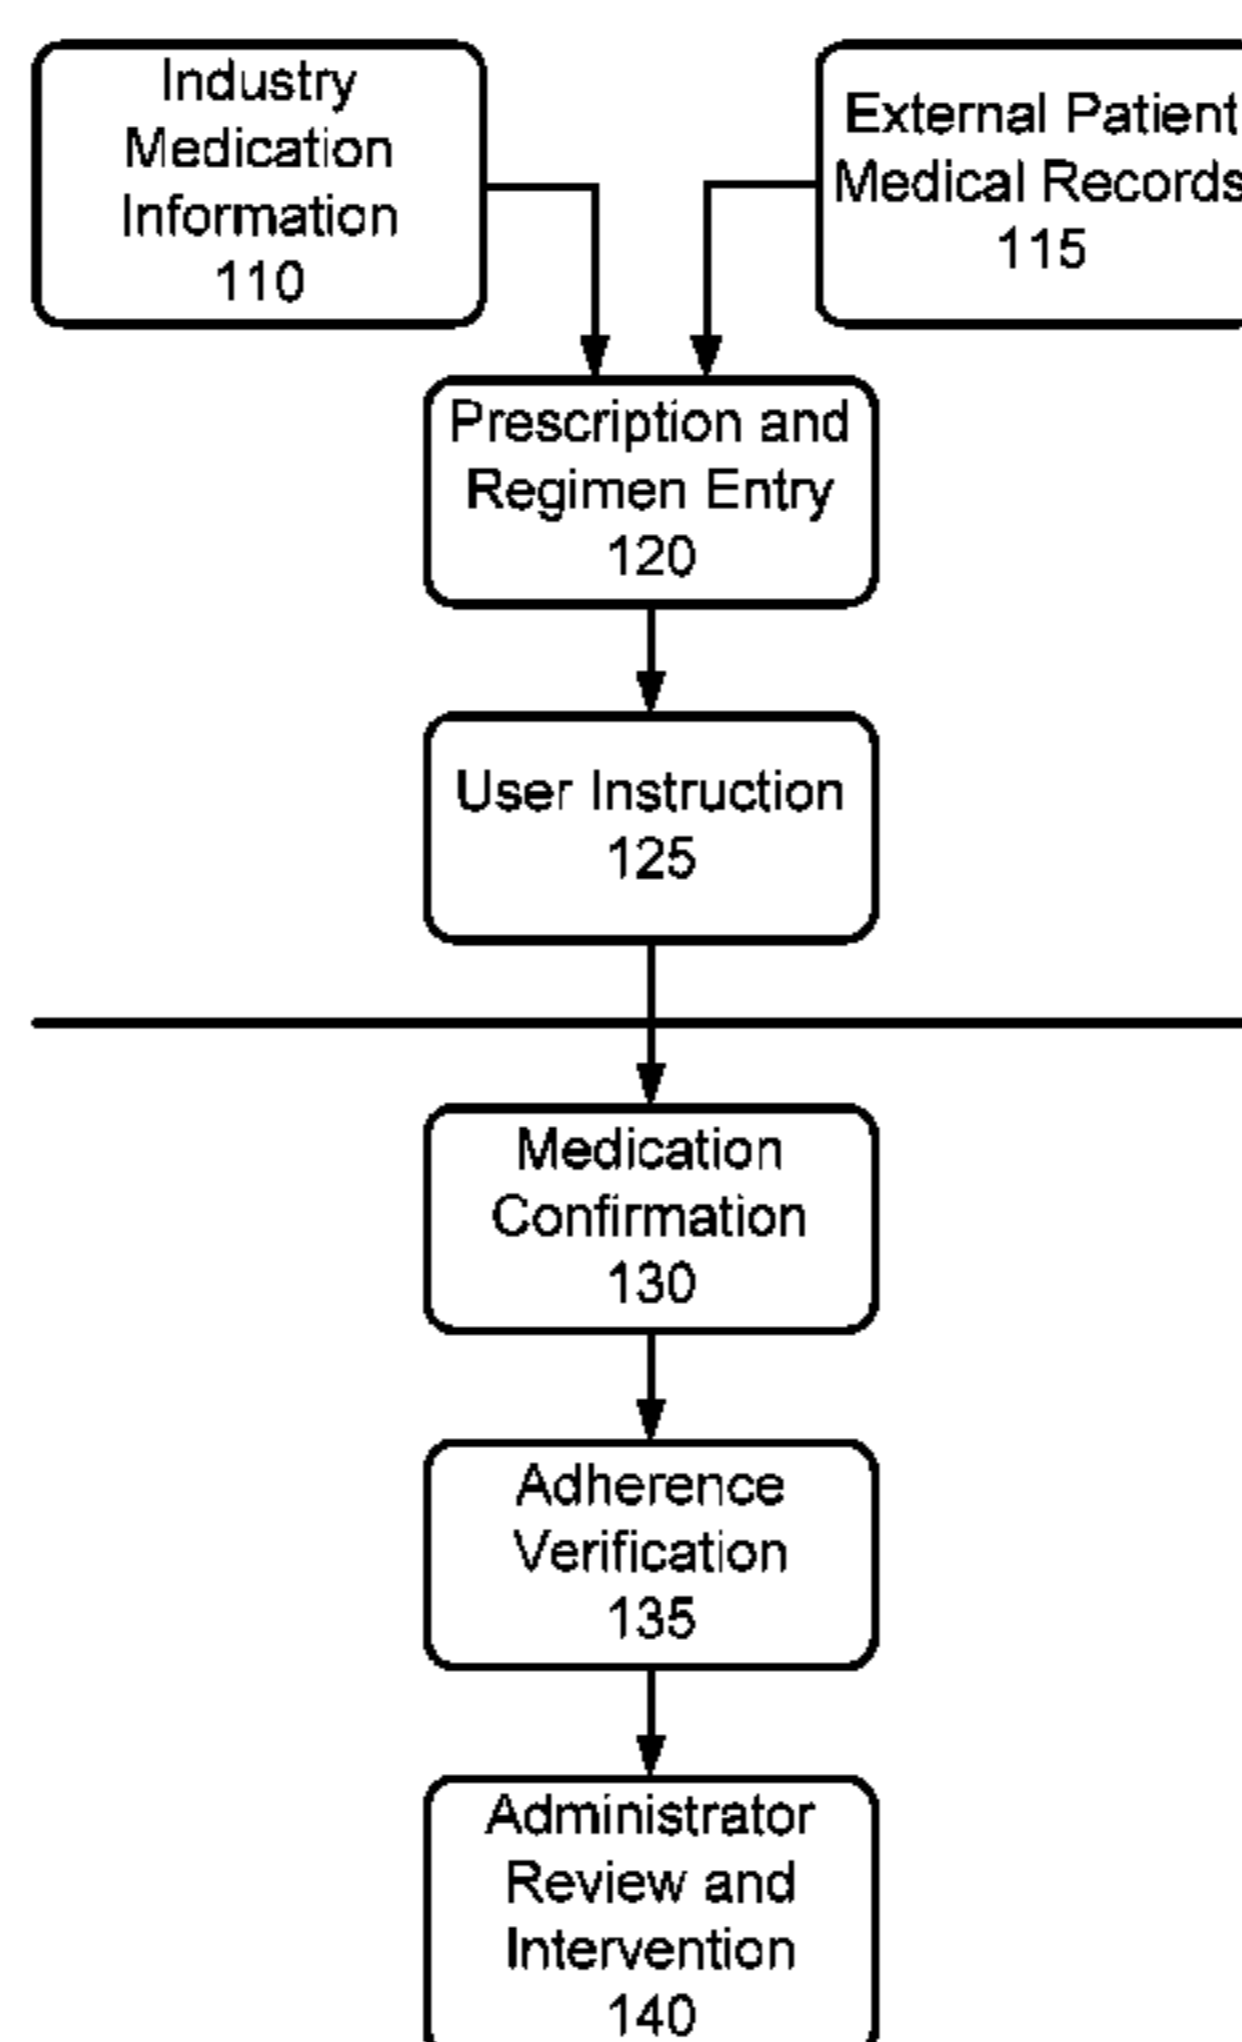 Industry
Medication
Information
110
External Patient
Medical Records
115
Prescription and
Regimen Entry
120
User Instruction
125
Medication
Confirmation
130
Adherence
Verification
135
Administrator
Review and
Intervention
140